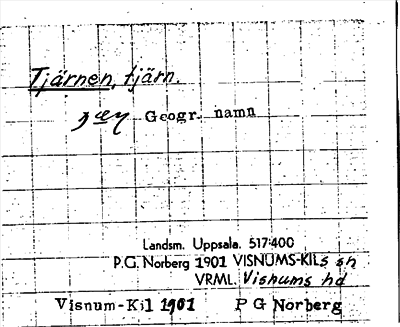 Tjärnen, tjärn.
Geogr. namn
Landsm. Uppsala. 517:400
P.G. Norberg 1901 VISNUMS-KILS sn
VRML. Visnums hd
Visnum-Kil 1901 P G Norberg